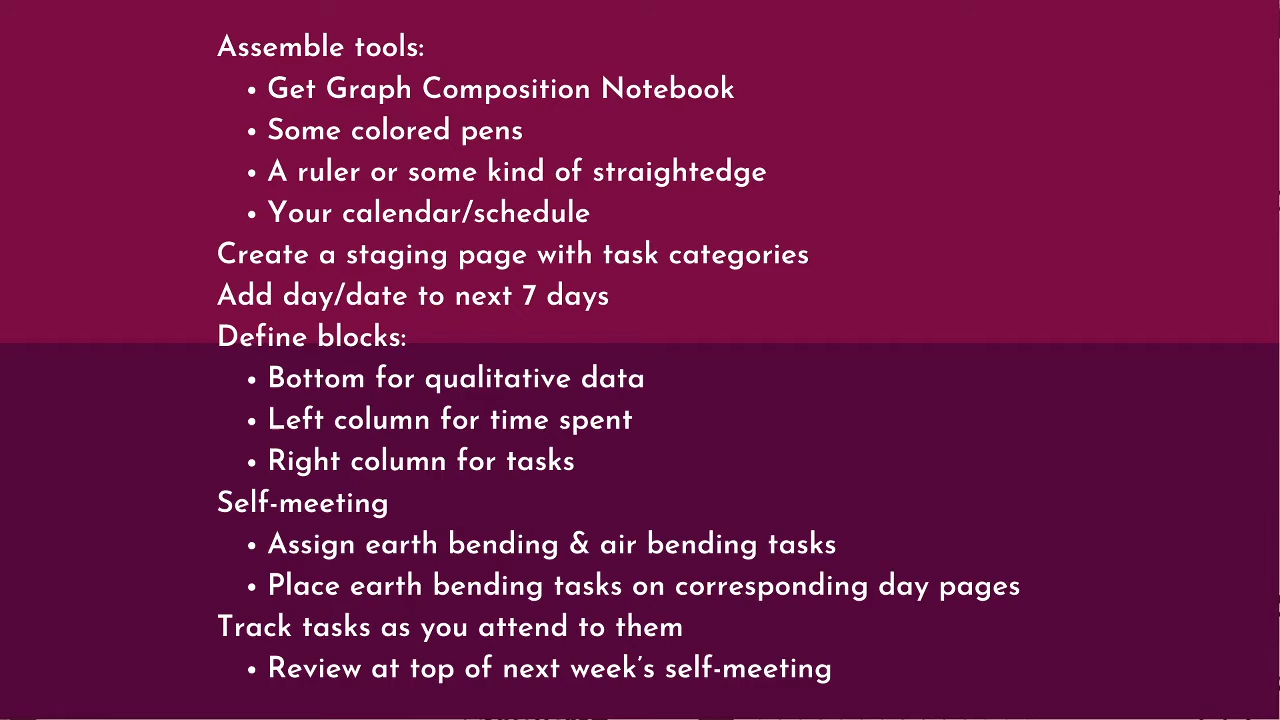 Assemble tools:
• Get Graph Composition Notebook
• Some colored pens
• A ruler or some kind of straightedge
• Your calendar/schedule
Create a staging page with task categories
Add day/date to next 7 days
Define blocks:
• Bottom for qualitative data
• Left column for time spent
• Right column for tasks
Self-meeting
• Assign earth bending & air bending tasks
• Place earth bending tasks on corresponding day pages
Track tasks as you attend to them
• Review at top of next week's self-meeting